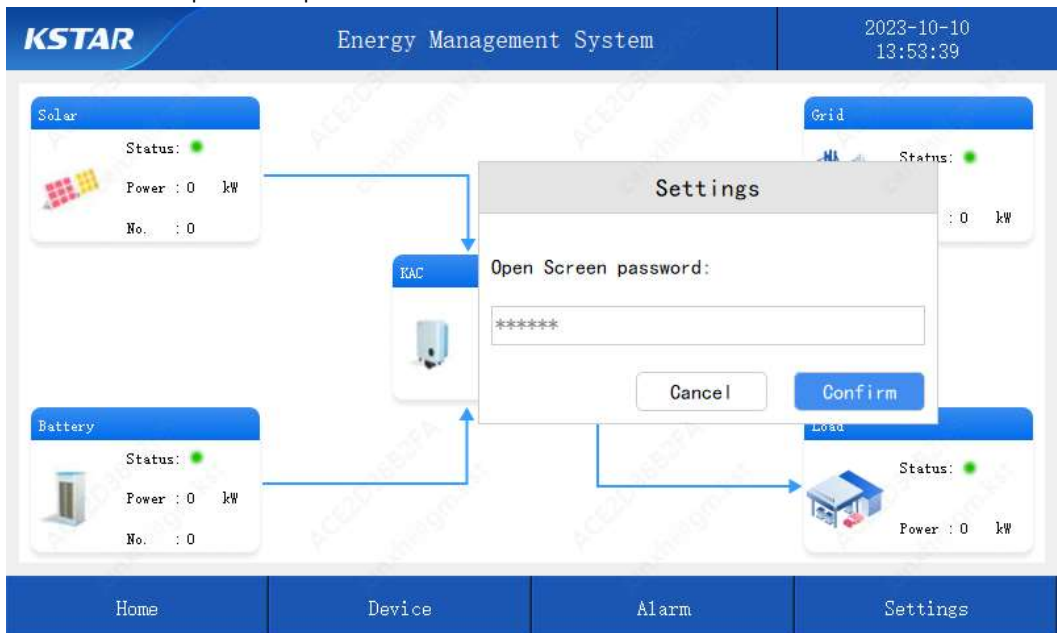 KSTAR
Energy Management System
2023-10-10
13:53:39
Solar
Status:
Power : 0 kW
No. : 0
Grid
Status:
: 0 kW
KAC
Settings
Open Screen password:
******
Cancel
Confirm
Battery
Status:
Power : 0 kW
No. : 0
Load
Status:
Power : 0 kW
Home
Device
Alarm
Settings